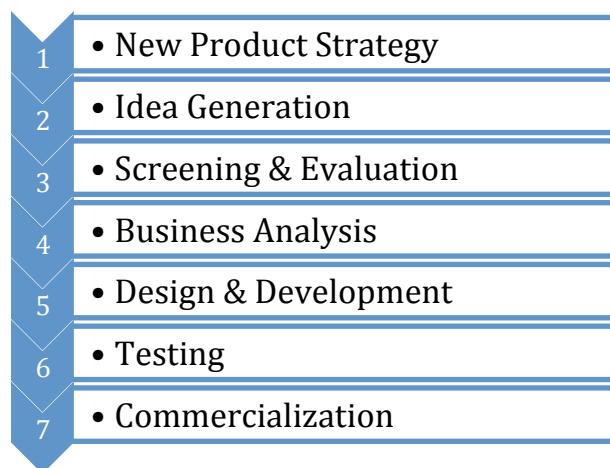 1 • New Product Strategy
2 • Idea Generation
3 • Screening & Evaluation
4 • Business Analysis
5 • Design & Development
6 • Testing
7 • Commercialization